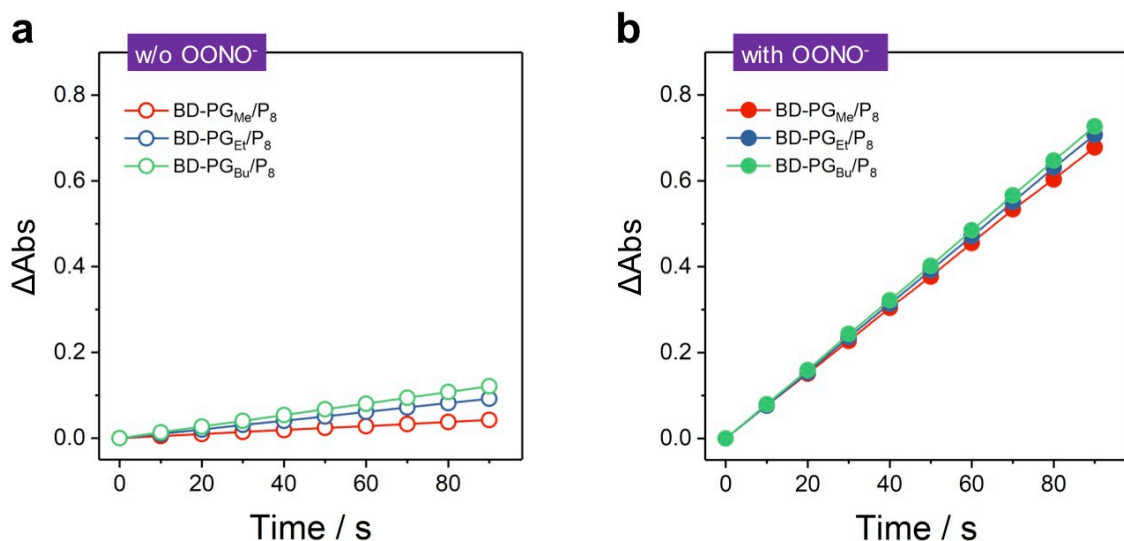 a
w/o OONO⁻
BD-PG_Me/P_8
BD-PG_Et/P_8
BD-PG_Bu/P_8
0.8
0.6
0.4
0.2
0.0
ΔAbs
0 20 40 60 80
Time / s
b
with OONO⁻
BD-PG_Me/P_8
BD-PG_Et/P_8
BD-PG_Bu/P_8
0.8
0.6
0.4
0.2
0.0
ΔAbs
0 20 40 60 80
Time / s